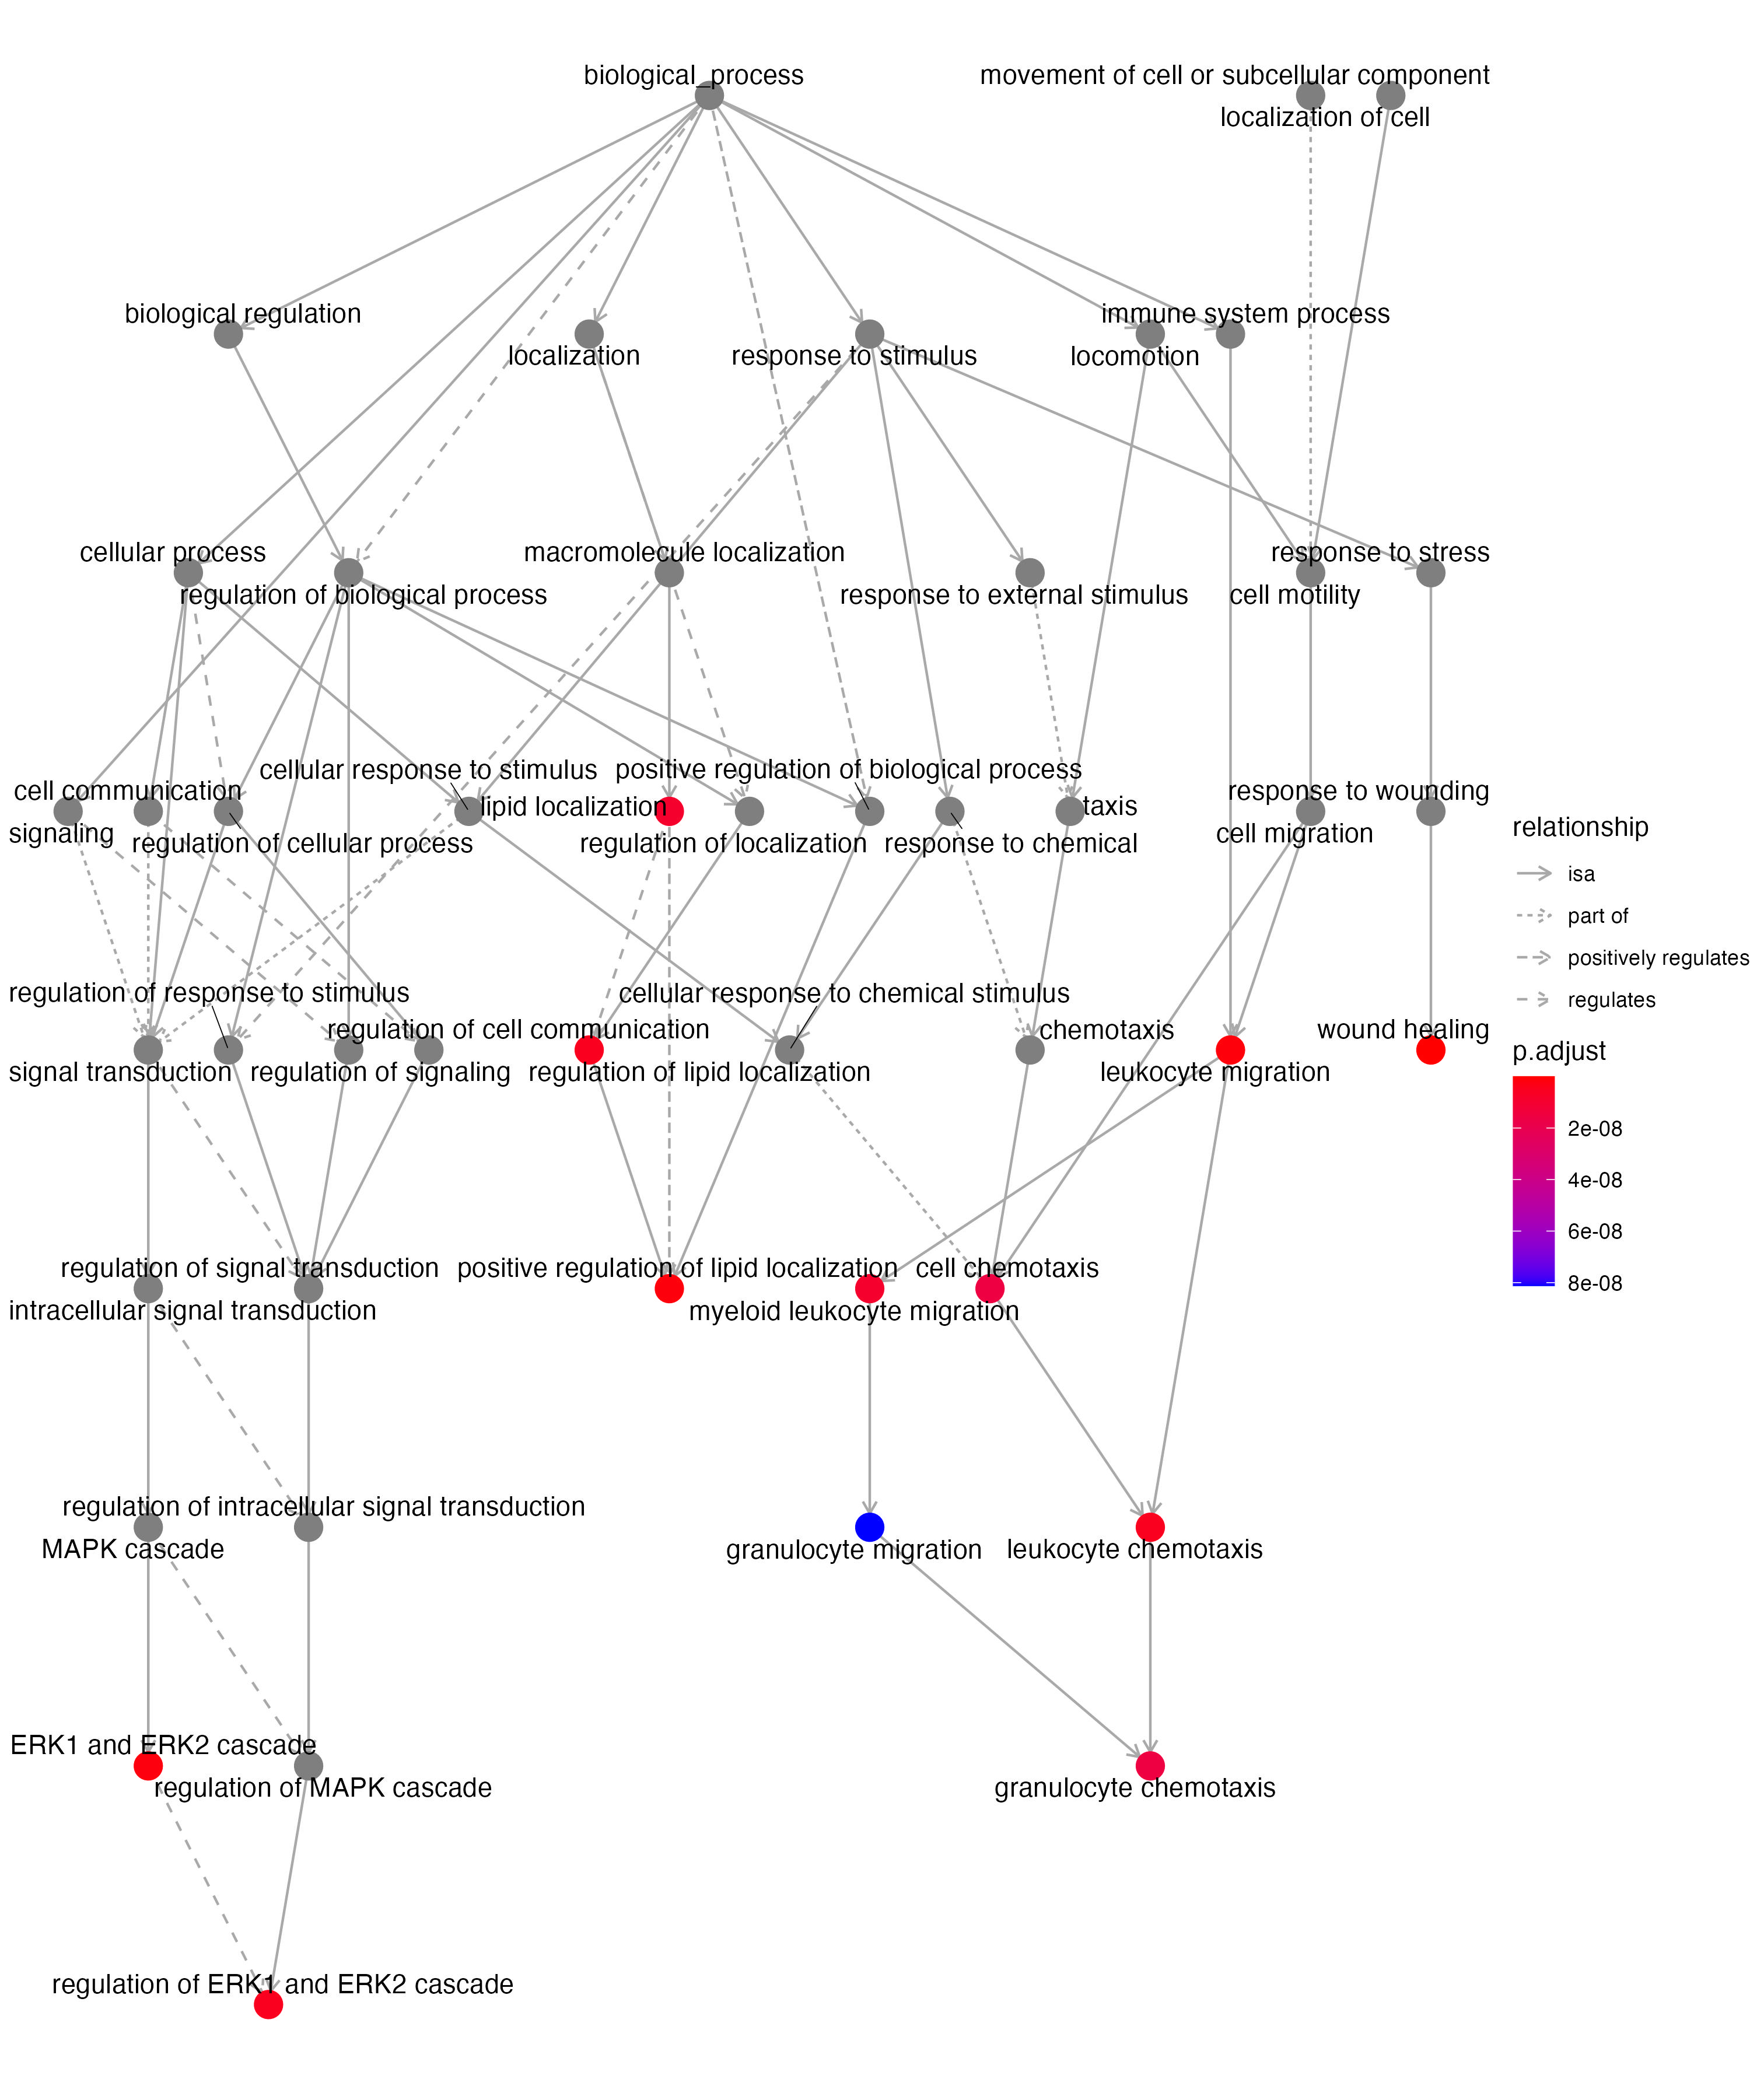 biological_process
movement of cell or subcellular component
localization of cell
biological regulation
immune system process
localization
response to stimulus
locomotion
cellular process
macromolecule localization
response to stress
regulation of biological process
response to external stimulus
cell motility
cellular response to stimulus
positive regulation of biological process
cell communication
lipid localization
taxis
response to wounding
signaling
regulation of cellular process
regulation of localization
response to chemical
cell migration
regulation of response to stimulus
cellular response to chemical stimulus
regulation of cell communication
chemotaxis
wound healing
signal transduction
regulation of signaling
regulation of lipid localization
leukocyte migration
regulation of signal transduction
positive regulation of lipid localization
cell chemotaxis
intracellular signal transduction
myeloid leukocyte migration
regulation of intracellular signal transduction
MAPK cascade
granulocyte migration
leukocyte chemotaxis
ERK1 and ERK2 cascade
regulation of MAPK cascade
granulocyte chemotaxis
regulation of ERK1 and ERK2 cascade
relationship
isa
part of
positively regulates
regulates
p.adjust
2e-08
4e-08
6e-08
8e-08